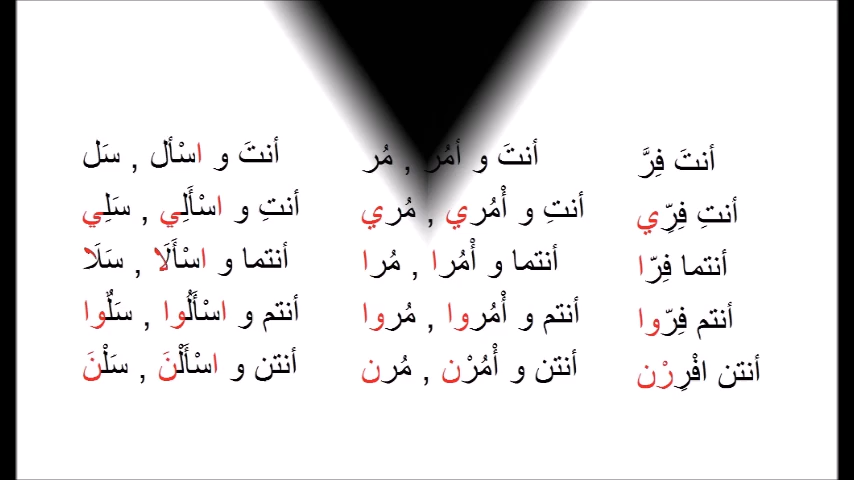 أنتَ فِرَّ
أنتِ فِرِّي
أنتما فِرّا
أنتم فِرّوا
أنتن افْرِرْن
أنتَ و أمُر , مُر
أنتِ و أْمُري , مُري
أنتما و أْمُرا , مُرا
أنتم و أْمُروا , مُروا
أنتن و أْمُرْن , مُرن
أنتَ و اسْأل , سَل
أنتِ و اسْأَلِي , سَلِي
أنتما و اسْأَلَا , سَلَا
أنتم و اسْأَلُوا , سَلُوا
أنتن و اسْأَلْنَ , سَلْنَ